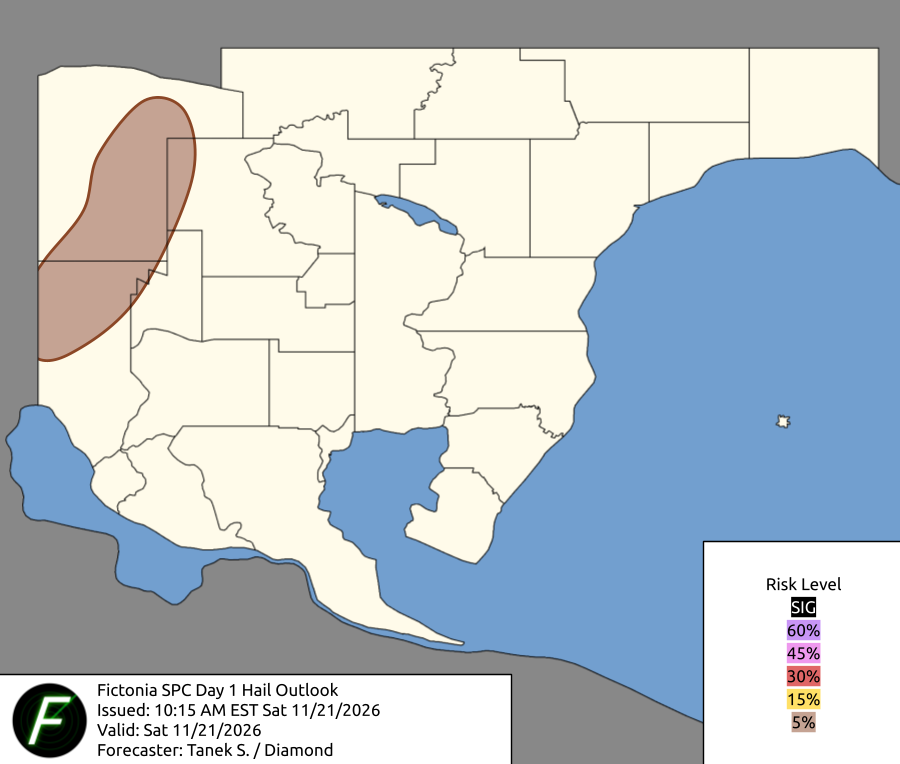 Risk Level
SIG
60%
45%
30%
15%
5%
F
Fictonia SPC Day 1 Hail Outlook
Issued: 10:15 AM EST Sat 11/21/2026
Valid: Sat 11/21/2026
Forecaster: Tanek S. / Diamond